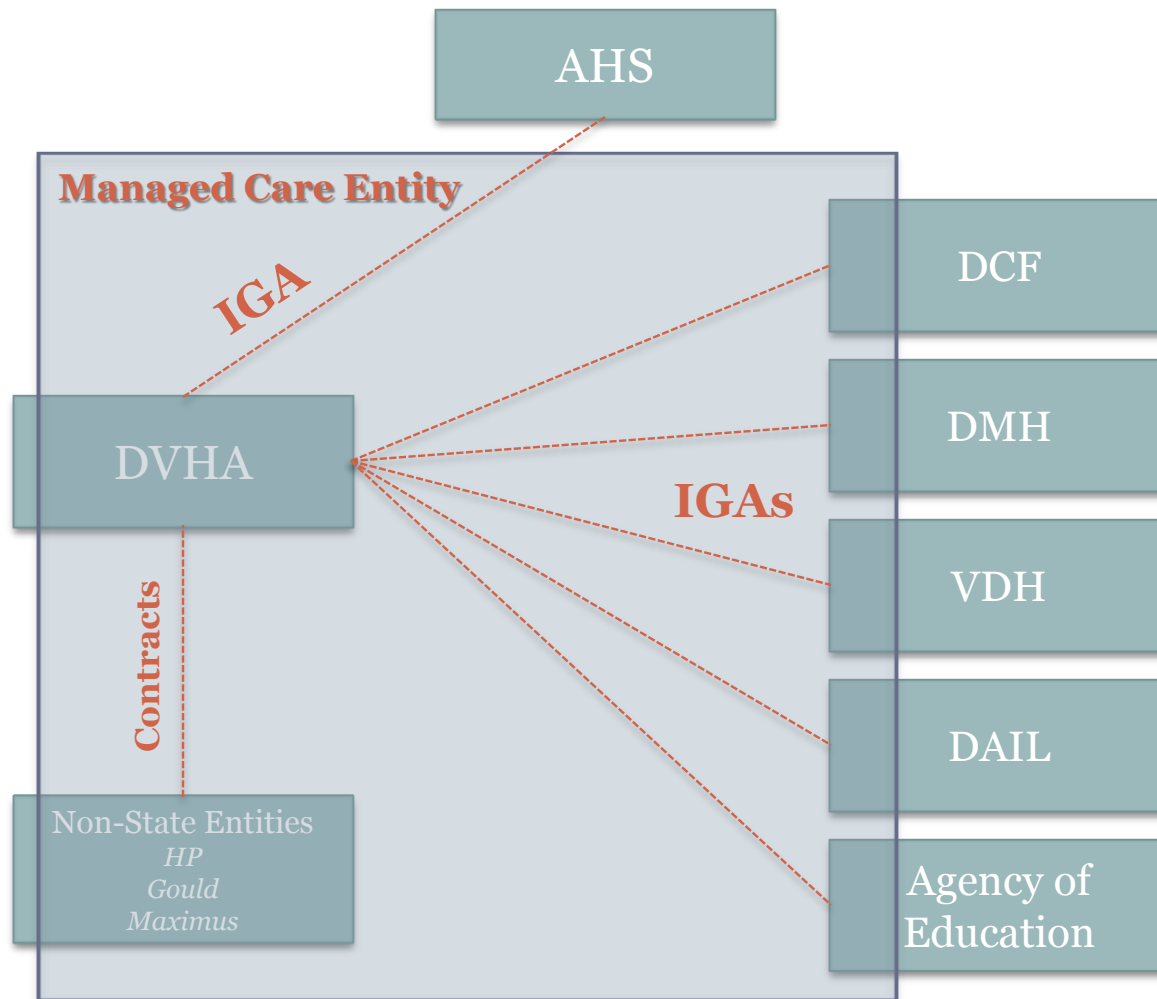 AHS
Managed Care Entity
IGA
DCF
DMH
DVHA
IGAs
VDH
Contracts
DAIL
Non-State Entities
HP
Gould
Maximus
Agency of
Education